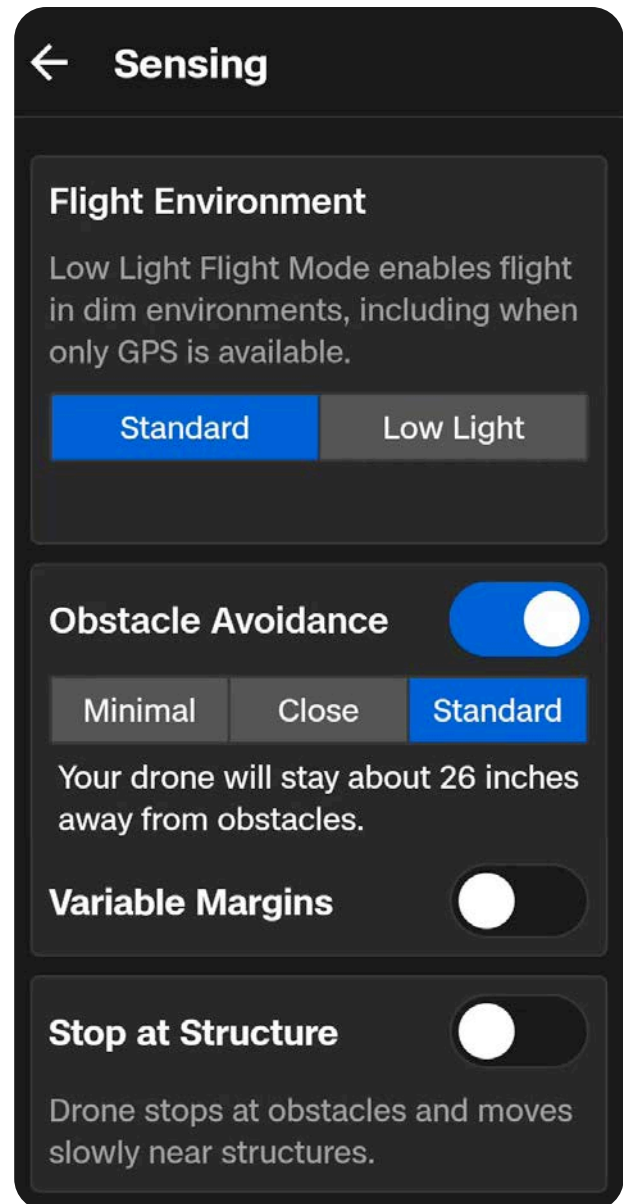 Sensing
Flight Environment
Low Light Flight Mode enables flight
in dim environments, including when
only GPS is available.
Standard Low Light
Obstacle Avoidance
Minimal Close Standard
Your drone will stay about 26 inches
away from obstacles.
Variable Margins
Stop at Structure
Drone stops at obstacles and moves
slowly near structures.